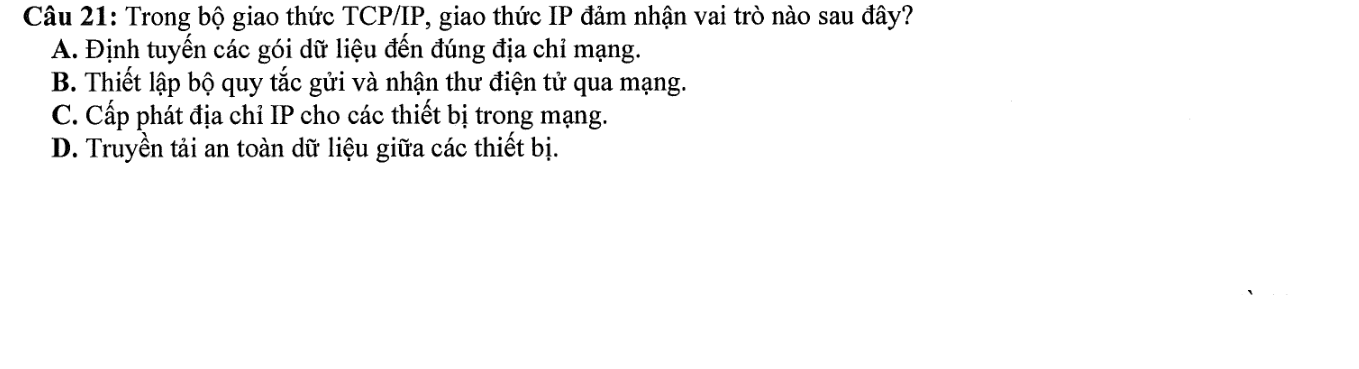 Câu 21: Trong bộ giao thức TCP/IP, giao thức IP đảm nhận vai trò nào sau đây?
A. Định tuyến các gói dữ liệu đến đúng địa chỉ mạng.
B. Thiết lập bộ quy tắc gửi và nhận thư điện tử qua mạng.
C. Cấp phát địa chỉ IP cho các thiết bị trong mạng.
D. Truyền tải an toàn dữ liệu giữa các thiết bị.